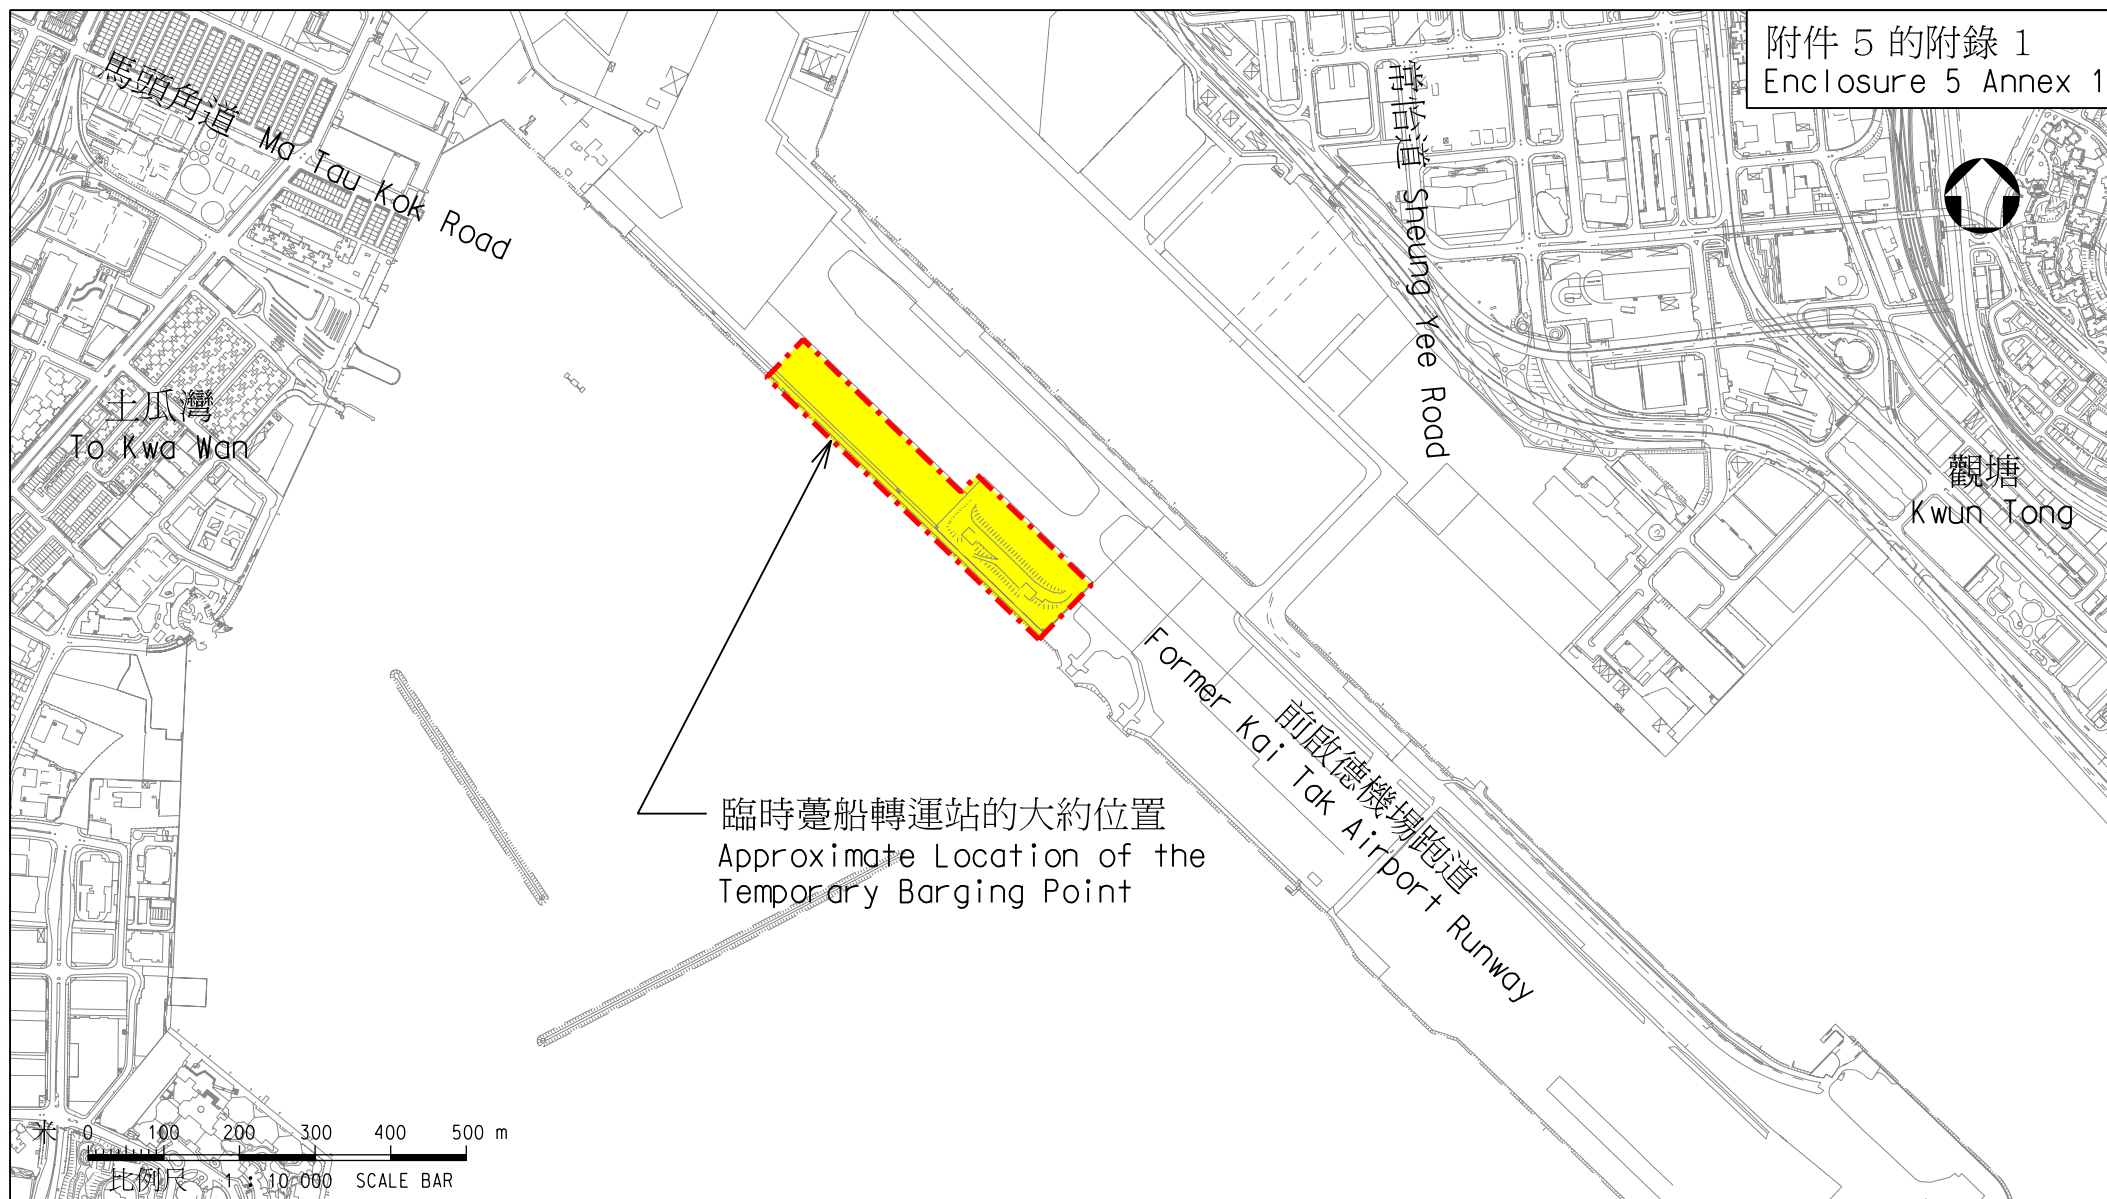 附件 5 的附錄 1
Enclosure 5 Annex 1
馬頭角道 Ma Tau Kok Road
常怡道 Sheung Yee Road
土瓜灣
To Kwa Wan
觀塘
Kwun Tong
前啟德機場跑道
Former Kai Tak Airport Runway
臨時躉船轉運站的大約位置
Approximate Location of the
Temporary Barging Point
米 0 100 200 300 400 500 m
比例尺 1 : 10 000 SCALE BAR